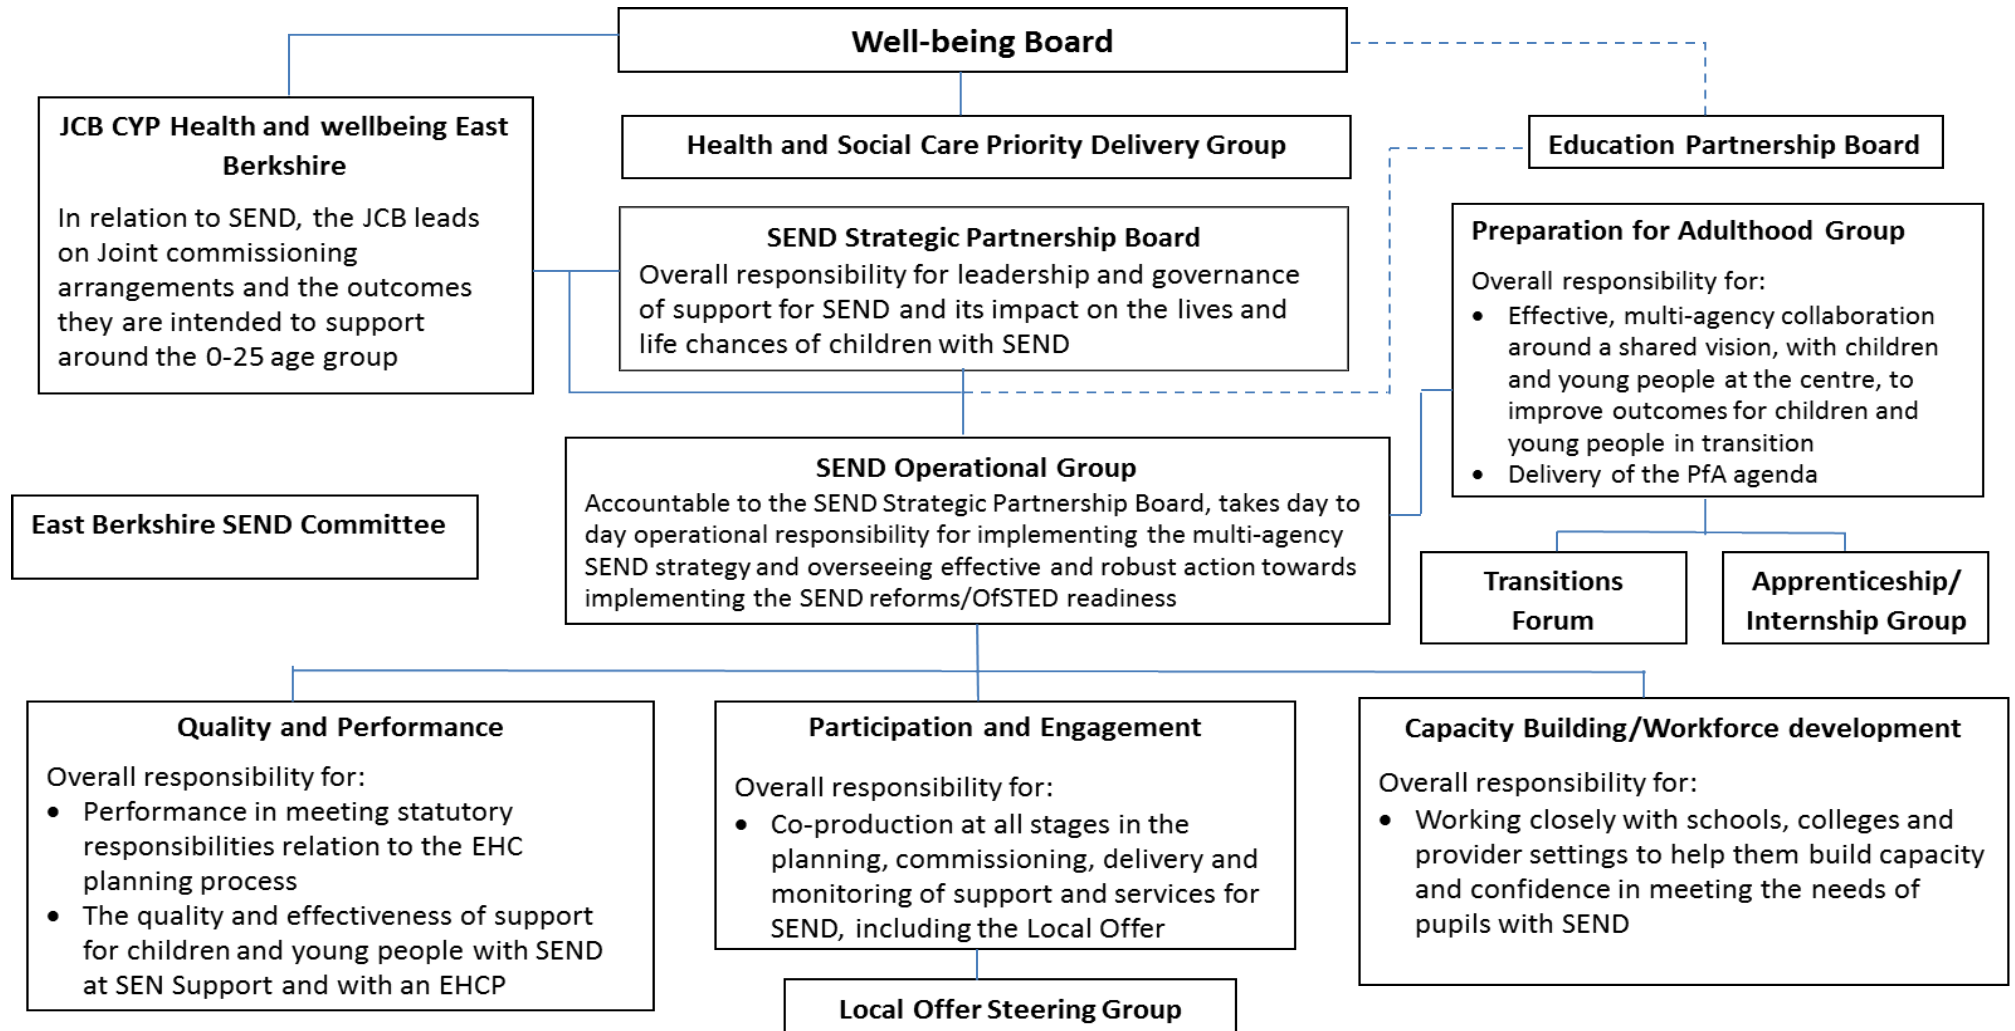 Well-being Board
JCB CYP Health and wellbeing East
Berkshire
In relation to SEND, the JCB leads
on Joint commissioning
arrangements and the outcomes
they are intended to support
around the 0-25 age group
Health and Social Care Priority Delivery Group
Education Partnership Board
SEND Strategic Partnership Board
Overall responsibility for leadership and governance
of support for SEND and its impact on the lives and
life chances of children with SEND
Preparation for Adulthood Group
Overall responsibility for:
• Effective, multi-agency collaboration
around a shared vision, with children
and young people at the centre, to
improve outcomes for children and
young people in transition
• Delivery of the PfA agenda
East Berkshire SEND Committee
SEND Operational Group
Accountable to the SEND Strategic Partnership Board, takes day to
day operational responsibility for implementing the multi-agency
SEND strategy and overseeing effective and robust action towards
implementing the SEND reforms/OfSTED readiness
Transitions
Forum
Apprenticeship/
Internship Group
Quality and Performance
Overall responsibility for:
• Performance in meeting statutory
responsibilities relation to the EHC
planning process
• The quality and effectiveness of support
for children and young people with SEND
at SEN Support and with an EHCP
Participation and Engagement
Overall responsibility for:
• Co-production at all stages in the
planning, commissioning, delivery and
monitoring of support and services for
SEND, including the Local Offer
Capacity Building/Workforce development
Overall responsibility for:
• Working closely with schools, colleges and
provider settings to help them build capacity
and confidence in meeting the needs of
pupils with SEND
Local Offer Steering Group